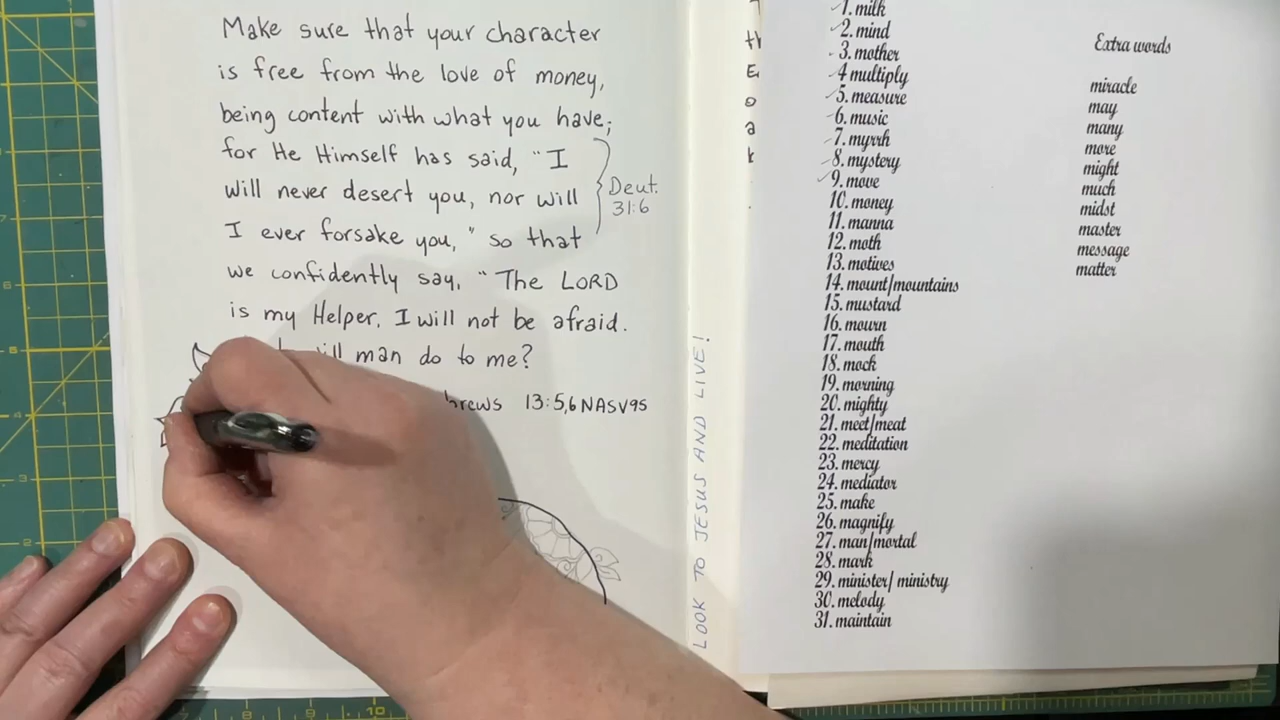 Make sure that your character
is free from the love of money,
being content with what you have;
for He Himself has said, "I
will never desert you, nor will
I ever forsake you," so that
we confidently say, "The LORD
is my Helper, I will not be afraid.
man do to me?
13:5,6 NASV95
Deut.
31:6
LOOK TO JESUS AND LIVE!
1. milk
2. mind
3. mother
4 multiply
5. measure
6. music
7. myrrh
8. mystery
9. move
10. money
11. manna
12. moth
13. motives
14. mount/mountains
15. mustard
16. mourn
17. mouth
18. mock
19. morning
20. mighty
21. meet/meat
22. meditation
23. mercy
24. mediator
25. make
26. magnify
27. man/mortal
28. mark
29. minister/ ministry
30. melody
31. maintain
Extra words
miracle
may
many
more
might
much
midst
master
message
matter